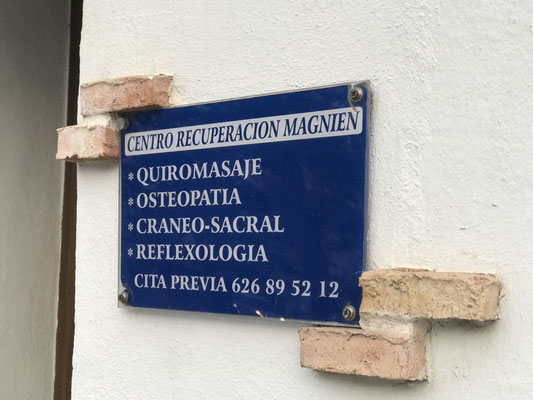 CENTRO RECUPERACION MAGNIEN
* QUIROMASAJE
* OSTEOPATIA
* CRANEO-SACRAL
* REFLEXOLOGIA
CITA PREVIA 626 89 52 12